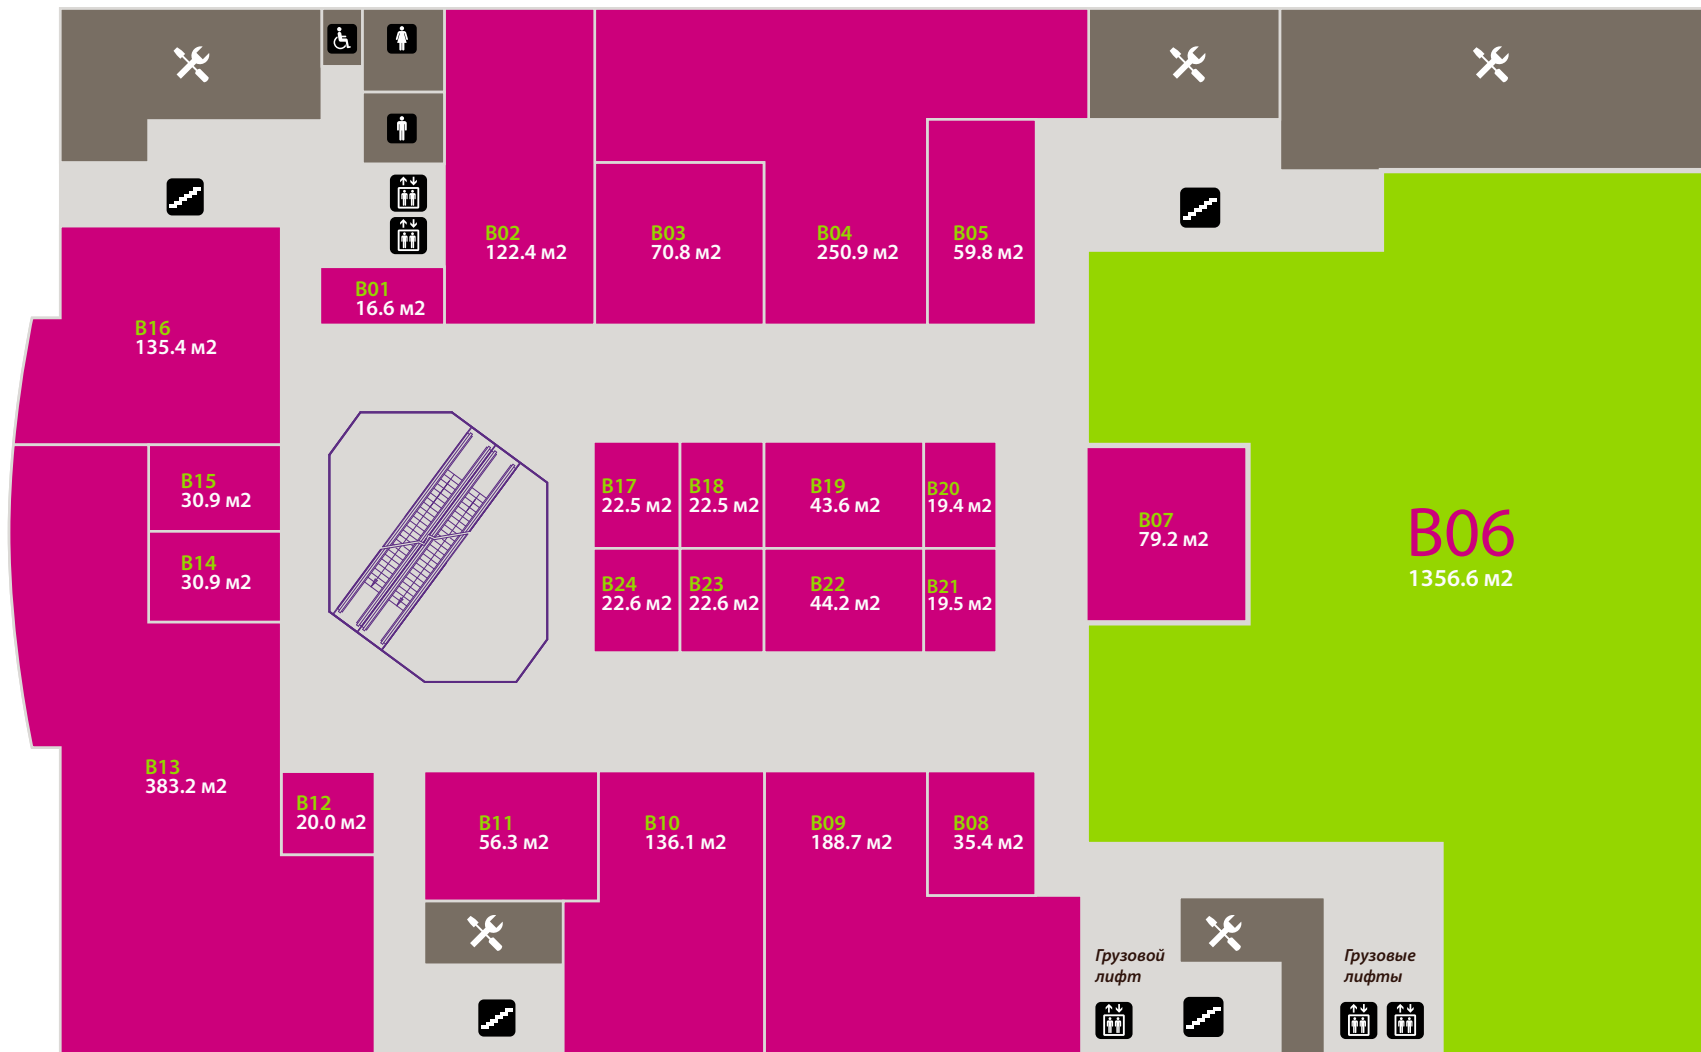 B02
122.4 м2
B03
70.8 м2
B04
250.9 м2
B05
59.8 м2
B01
16.6 м2
B16
135.4 м2
B15
30.9 м2
B14
30.9 м2
B17
22.5 м2
B18
22.5 м2
B19
43.6 м2
B20
19.4 м2
B24
22.6 м2
B23
22.6 м2
B22
44.2 м2
B21
19.5 м2
B07
79.2 м2
B06
1356.6 м2
B13
383.2 м2
B12
20.0 м2
B11
56.3 м2
B10
136.1 м2
B09
188.7 м2
B08
35.4 м2
Грузовой
лифт
Грузовые
лифты